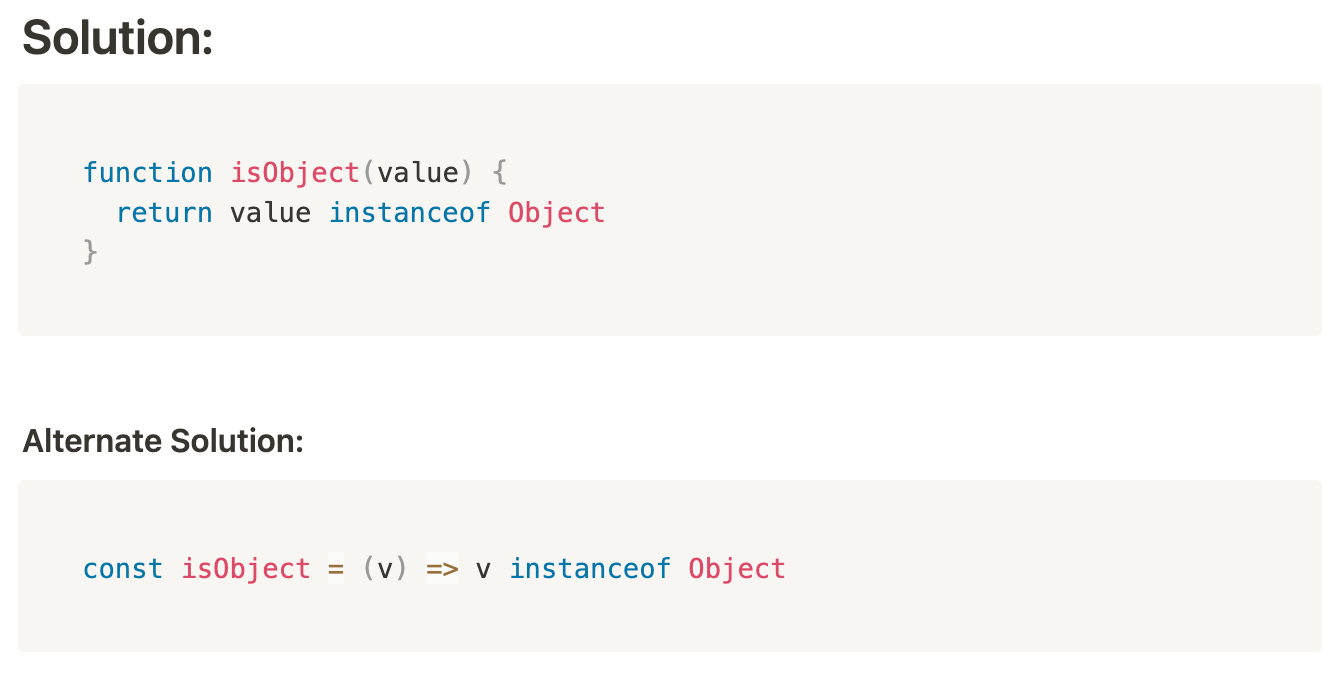 Solution:
function isObject(value) {
  return value instanceof Object
}
Alternate Solution:
const isObject = (v) => v instanceof Object